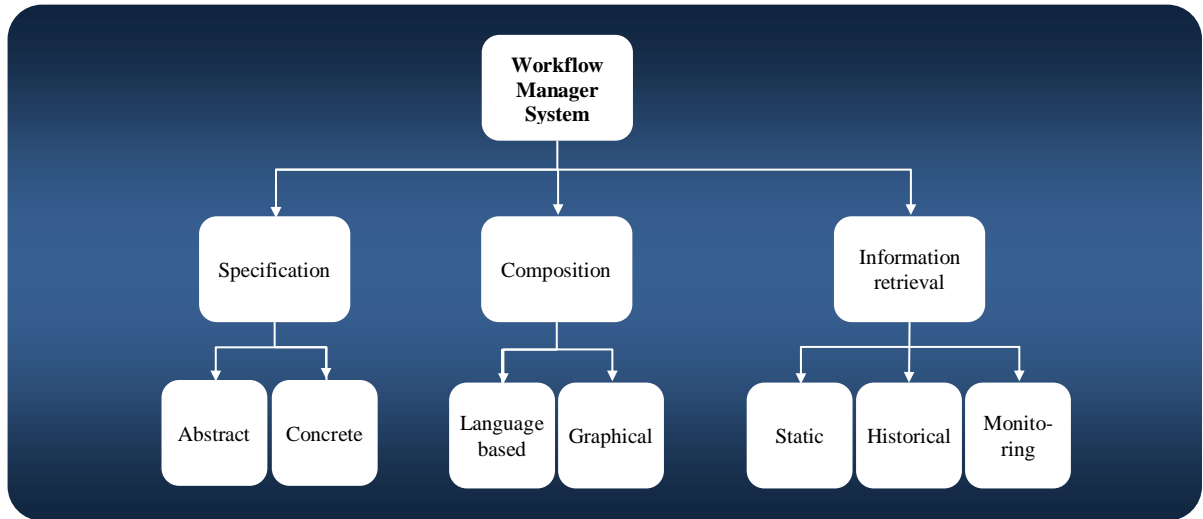 Workflow
Manager
System
Specification
Composition
Information
retrieval
Abstract
Concrete
Language
based
Graphical
Static
Historical
Monito-
ring